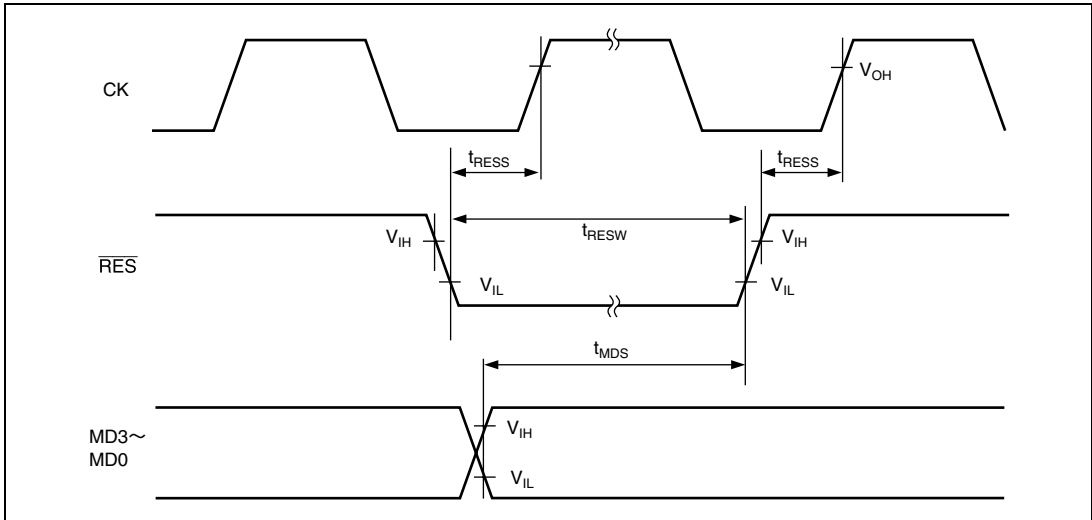 CK
V_OH
t_RESS
t_RESS
t_RESW
V_IH
V_IH
RES
V_IL
V_IL
t_MDS
MD3～
MD0
V_IH
V_IL